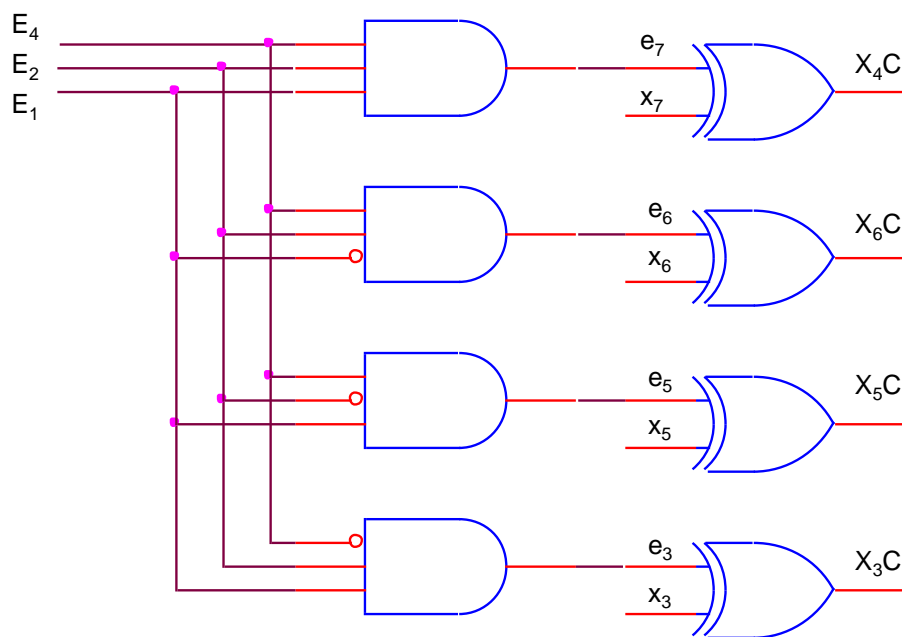 E₄
E₂
E₁
e₇
x₇
X₄C
e₆
x₆
X₆C
e₅
x₅
X₅C
e₃
x₃
X₃C